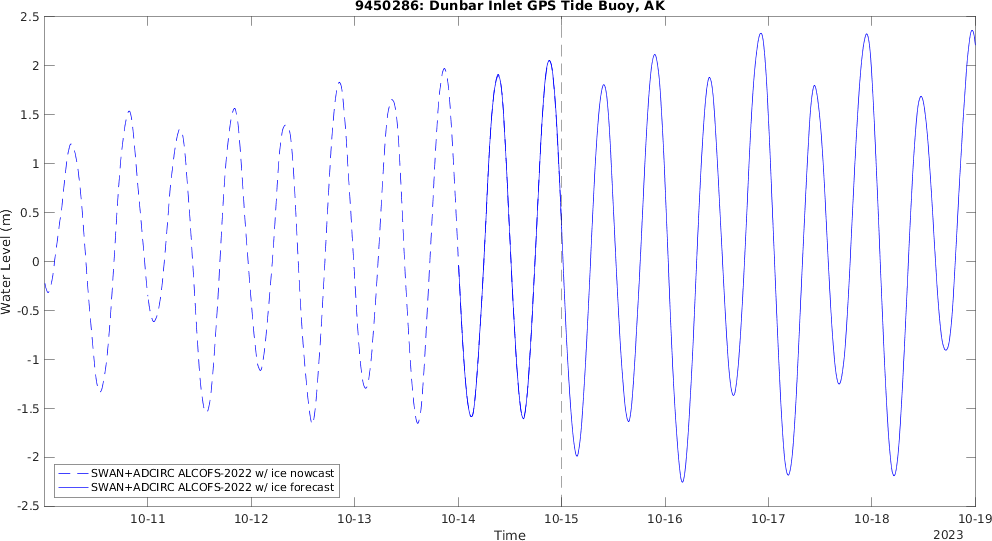 9450286: Dunbar Inlet GPS Tide Buoy, AK
2.5
2
1.5
1
0.5
0
-0.5
-1
-1.5
-2
-2.5
Water Level (m)
SWAN+ADCIRC ALCOFS-2022 w/ ice nowcast
SWAN+ADCIRC ALCOFS-2022 w/ ice forecast
10-11 10-12 10-13 10-14 10-15 10-16 10-17 10-18 10-19
Time
2023